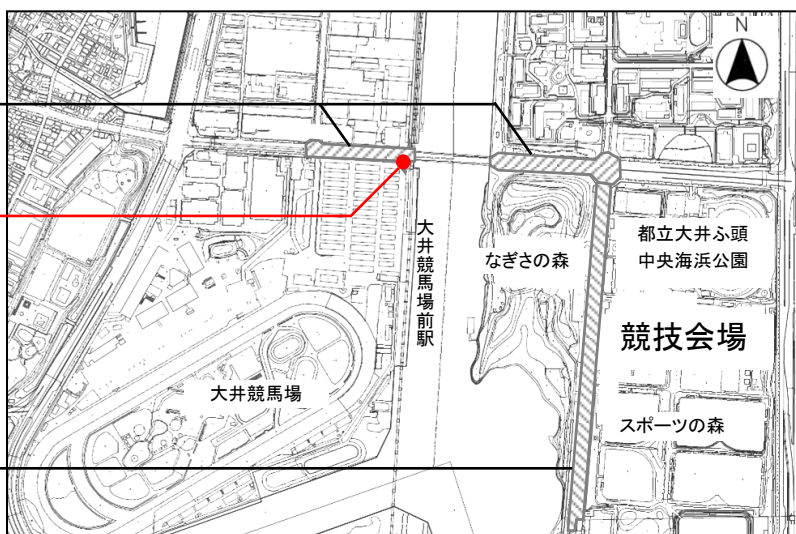 N
都立大井ふ頭
中央海浜公園
大井競馬場前駅
なぎさの森
競技会場
大井競馬場
スポーツの森